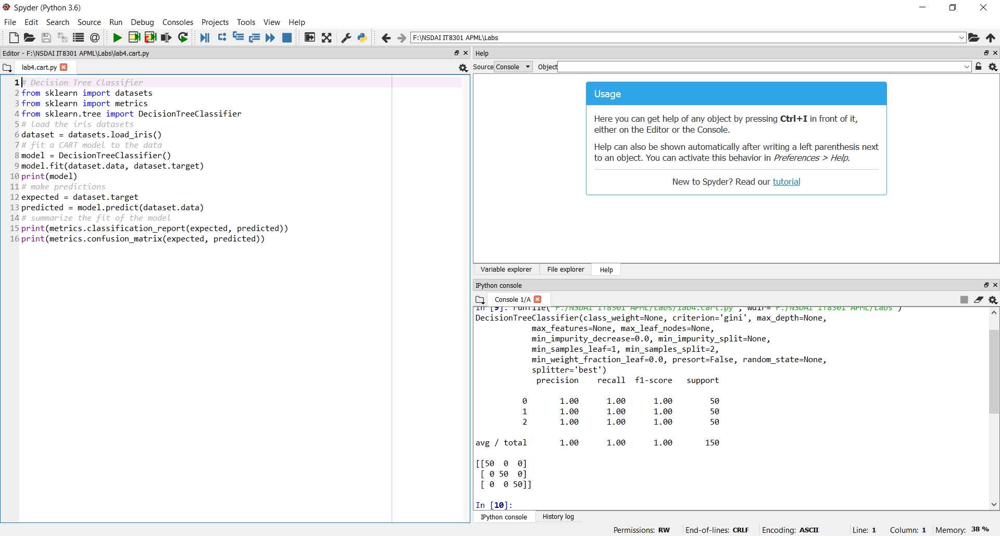 Spyder (Python 3.6)
File Edit Search Source Run Debug Consoles Projects Tools View Help
F:\NSDAI IT8301 APML\Labs
Editor - F:\NSDAI IT8301 APML\Labs\lab4.cart.py
lab4.cart.py
1 # Decision Tree Classifier
2 from sklearn import datasets
3 from sklearn import metrics
4 from sklearn.tree import DecisionTreeClassifier
5 # load the iris datasets
6 dataset = datasets.load_iris()
7 # fit a CART model to the data
8 model = DecisionTreeClassifier()
9 model.fit(dataset.data, dataset.target)
10 print(model)
11 # make predictions
12 expected = dataset.target
13 predicted = model.predict(dataset.data)
14 # summarize the fit of the model
15 print(metrics.classification_report(expected, predicted))
16 print(metrics.confusion_matrix(expected, predicted))
Help
Source Console Object
Usage
Here you can get help of any object by pressing Ctrl+I in front of it,
either on the Editor or the Console.
Help can also be shown automatically after writing a left parenthesis next
to an object. You can activate this behavior in Preferences > Help.
New to Spyder? Read our tutorial
Variable explorer File explorer Help
IPython console
Console 1/A
In [9]: runfile('F:/NSDAI IT8301 APML/Labs/lab4.cart.py', wdir='F:/NSDAI IT8301 APML/Labs')
DecisionTreeClassifier(class_weight=None, criterion='gini', max_depth=None,
max_features=None, max_leaf_nodes=None,
min_impurity_decrease=0.0, min_impurity_split=None,
min_samples_leaf=1, min_samples_split=2,
min_weight_fraction_leaf=0.0, presort=False, random_state=None,
splitter='best')
precision recall f1-score support
0 1.00 1.00 1.00 50
1 1.00 1.00 1.00 50
2 1.00 1.00 1.00 50
avg / total 1.00 1.00 1.00 150
[[50 0 0]
[ 0 50 0]
[ 0 0 50]]
In [10]:
IPython console History log
Permissions: RW End-of-lines: CRLF Encoding: ASCII Line: 1 Column: 1 Memory: 38 %